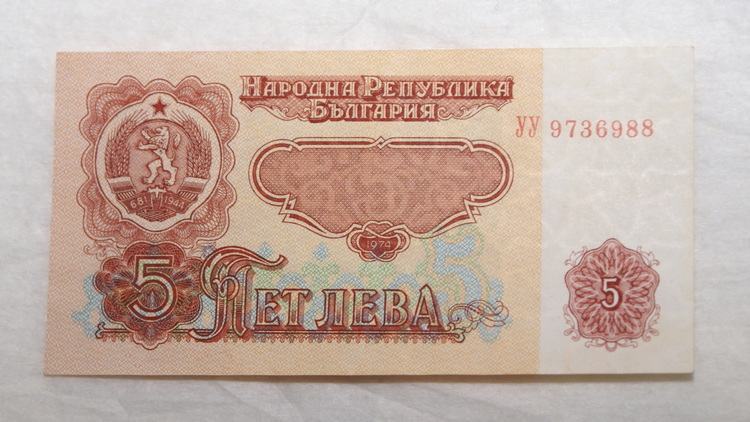 НАРОДНА РЕПУБЛИКА
БЪЛГАРИЯ
УУ 9736988
681 1944
1974
5 ПЕТ ЛЕВА 5
5